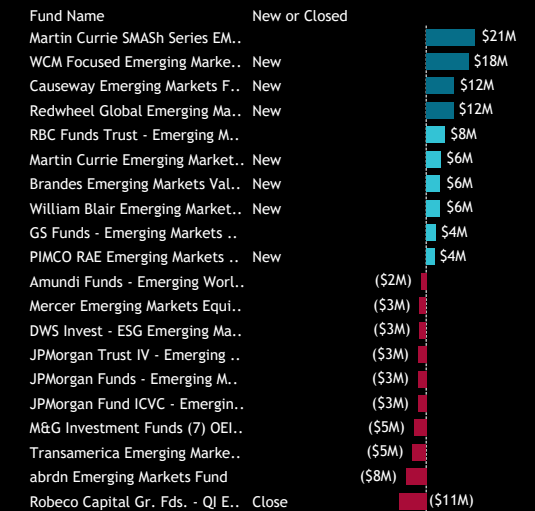 Fund Name New or Closed
Martin Currie SMASh Series EM.. $21M
WCM Focused Emerging Marke.. New $18M
Causeway Emerging Markets F.. New $12M
Redwheel Global Emerging Ma.. New $12M
RBC Funds Trust - Emerging M.. $8M
Martin Currie Emerging Market.. New $6M
Brandes Emerging Markets Val.. New $6M
William Blair Emerging Market.. New $6M
GS Funds - Emerging Markets .. $4M
PIMCO RAE Emerging Markets .. New $4M
Amundi Funds - Emerging Worl.. ($2M)
Mercer Emerging Markets Equi.. ($3M)
DWS Invest - ESG Emerging Ma.. ($3M)
JPMorgan Trust IV - Emerging .. ($3M)
JPMorgan Funds - Emerging M.. ($3M)
JPMorgan Fund ICVC - Emergin.. ($3M)
M&G Investment Funds (7) OEI.. ($5M)
Transamerica Emerging Marke.. ($5M)
abrdn Emerging Markets Fund ($8M)
Robeco Capital Gr. Fds. - QI E.. Close ($11M)